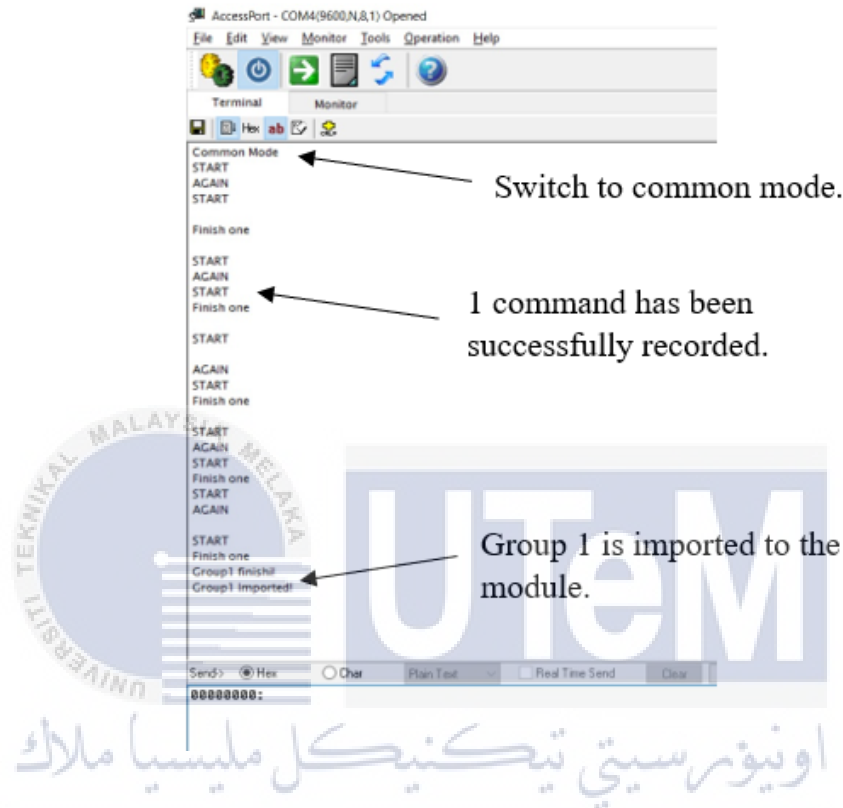 AccessPort - COM4(9600,N,8,1) Opened
File Edit View Monitor Tools Operation Help
Terminal Monitor
Hex ab
Common Mode
START
AGAIN
START
Switch to common mode.
Finish one
START
AGAIN
START
Finish one
1 command has been
successfully recorded.
START
AGAIN
START
Finish one
START
AGAIN
START
Finish one
START
AGAIN
START
Finish one
Group1 finish!
Group1 Imported!
Group 1 is imported to the
module.
Send-> Hex Char Plain Text Real Time Send Clear
00000000:
UNIVERSITI TEKNIKAL MALAYSIA MELAKA
UTeM
اونيۏرسيتي تيكنيكل مليسيا ملاك